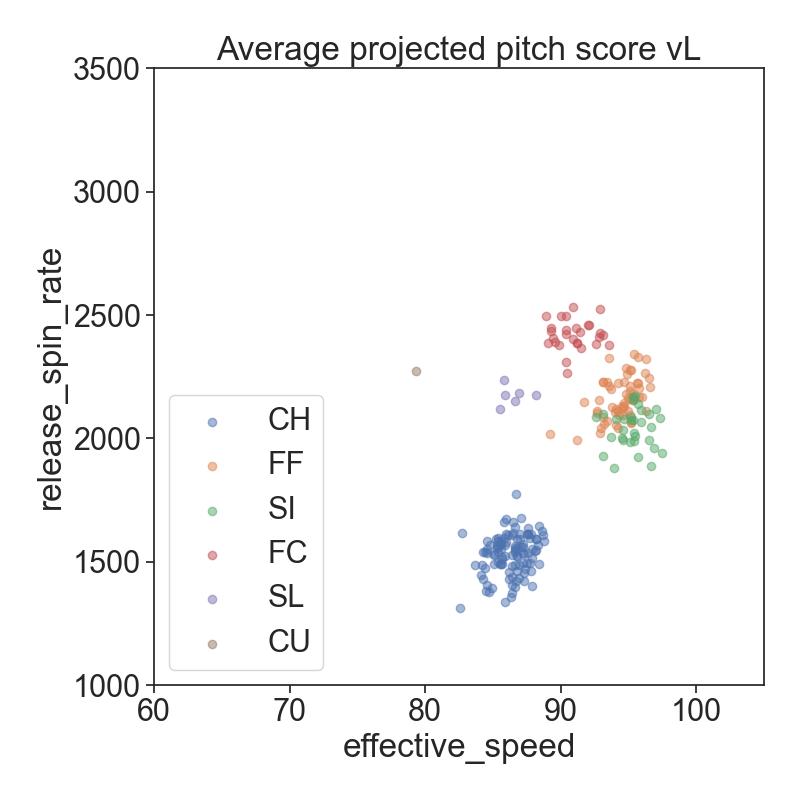 Average projected pitch score vL
3500
3000
2500
2000
1500
1000
release_spin_rate
CH
FF
SI
FC
SL
CU
60
70
80
90
100
effective_speed